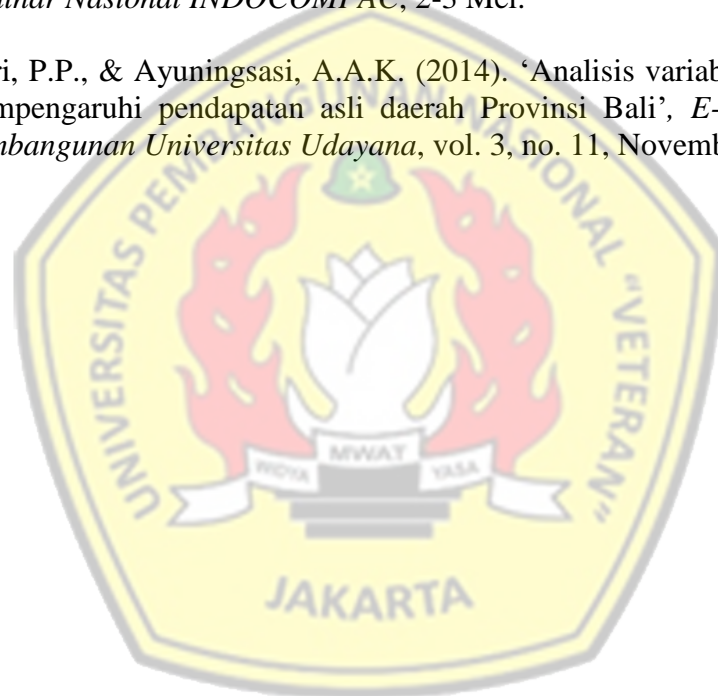 inar Nasional INDOCOMPAC, 2-3 Mei.
ri, P.P., & Ayuningsasi, A.A.K. (2014). ‘Analisis variab
mpengaruhi pendapatan asli daerah Provinsi Bali’, E-
mbangunan Universitas Udayana, vol. 3, no. 11, Novemb
UNIVERSITAS PEMBANGUNAN NASIONAL "VETERAN"
WIDYA MWAT YASA
JAKARTA